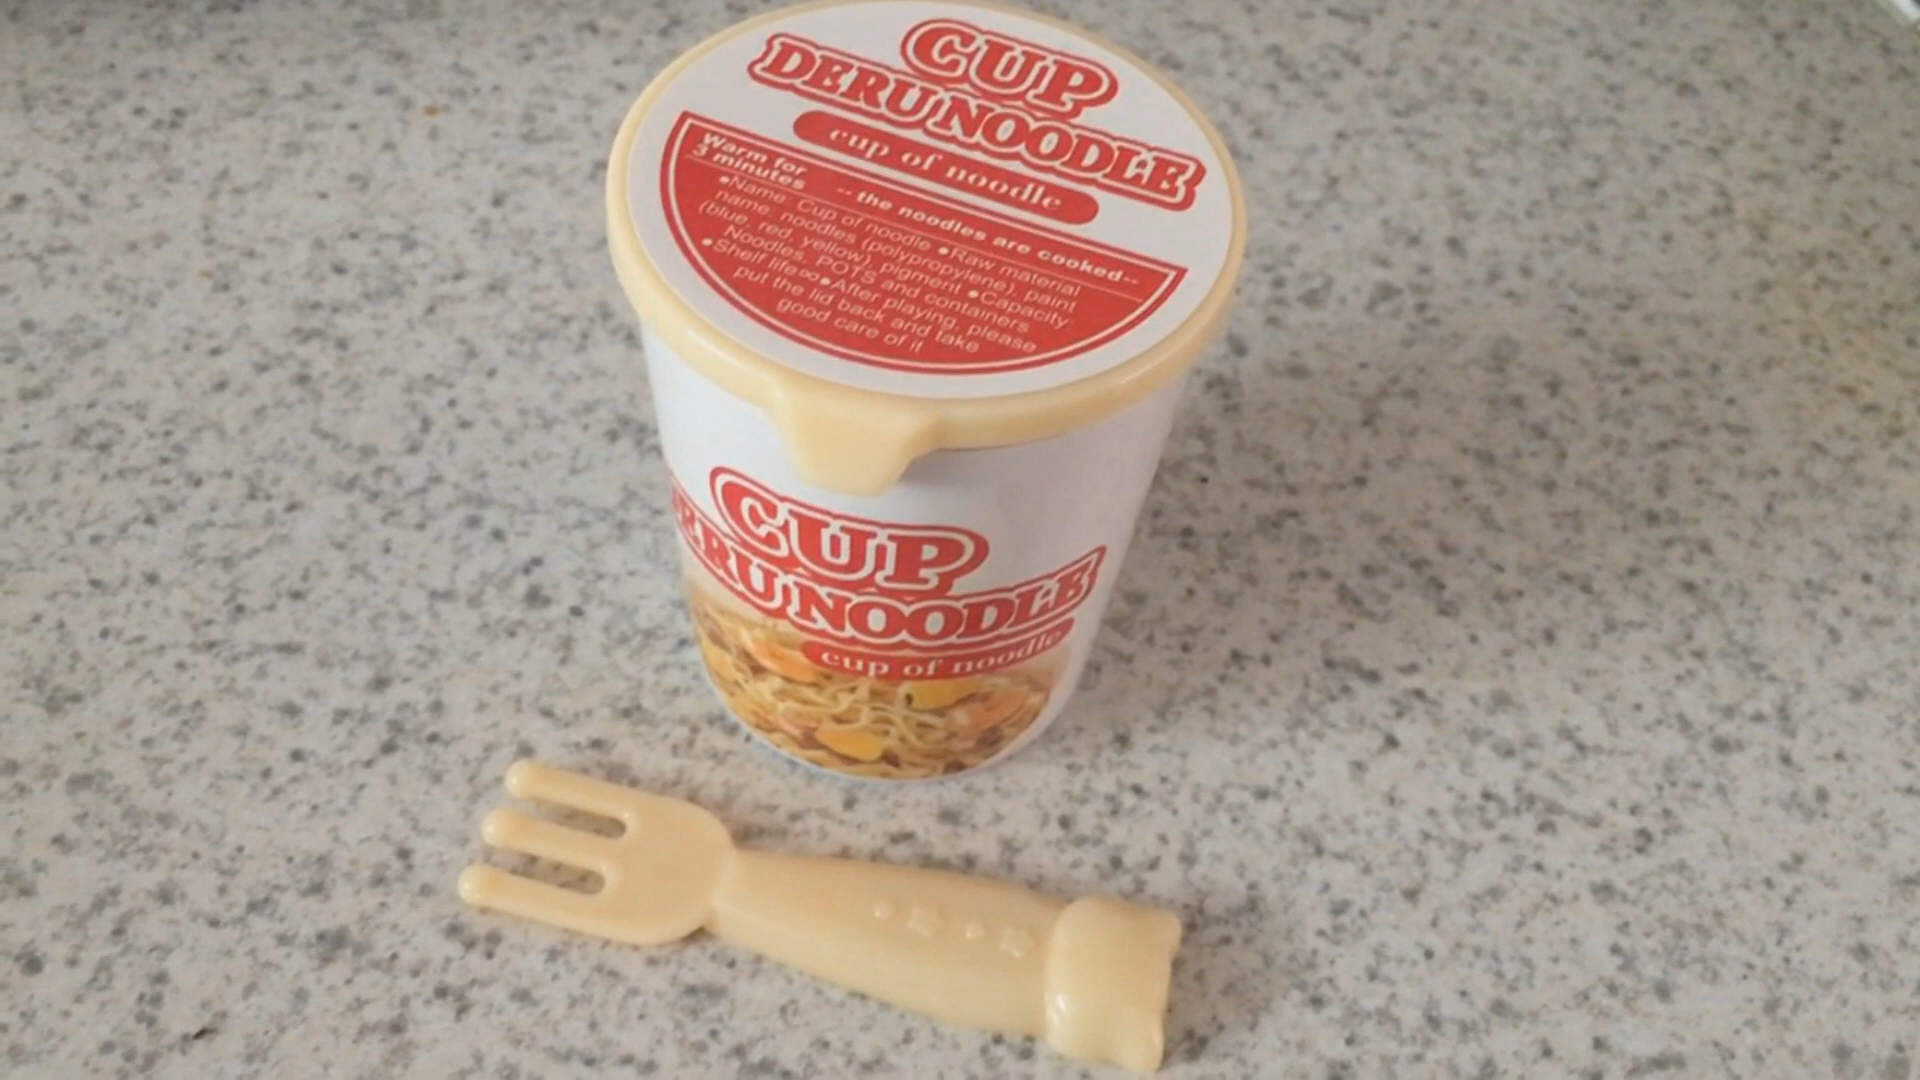 CUP
DERU NOODLE
cup of noodle
Warm for
3 minutes
-- the noodles are cooked--
•Name: Cup of noodle •Raw material
name: noodles (polypropylene), paint
(blue, red, yellow), pigment •Capacity:
Noodles, POTS and containers
•Shelf life∞•After playing, please
put the lid back and take
good care of it
CUP
ERU NOODLE
cup of noodle